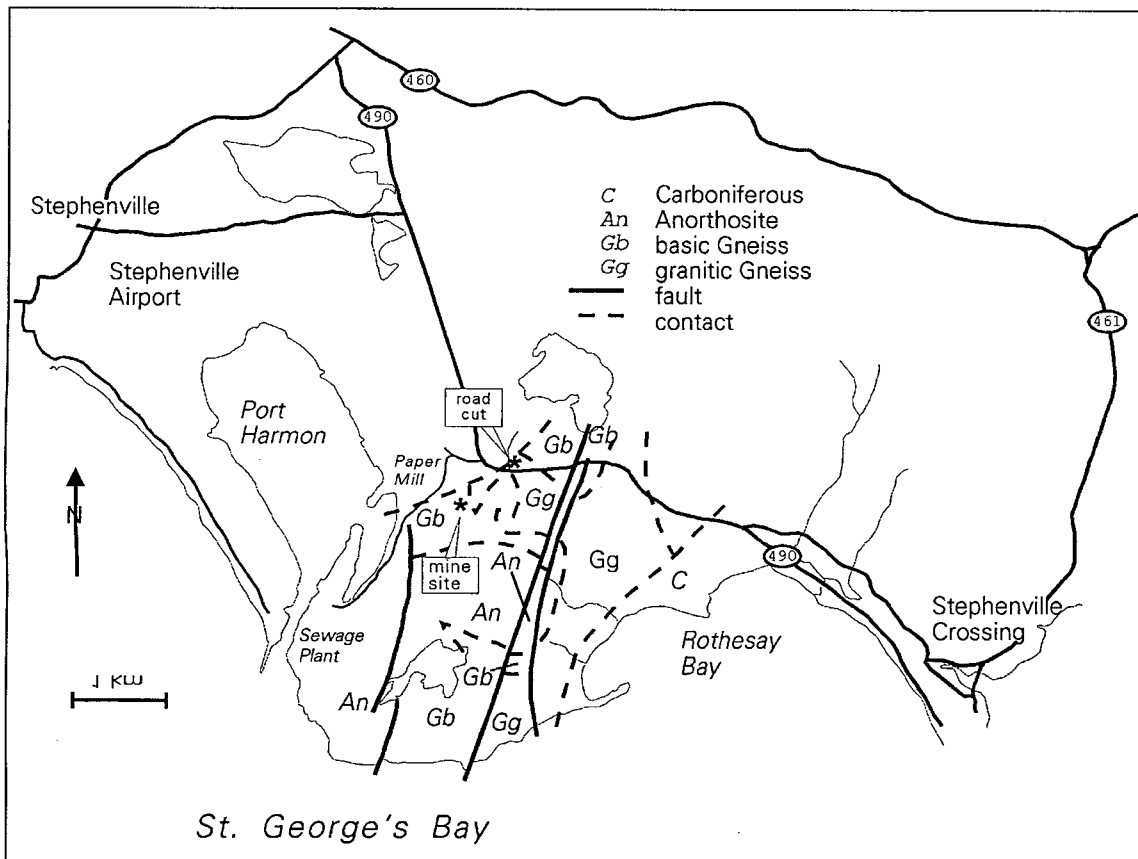 460
490
Stephenville
C Carboniferous
An Anorthosite
Gb basic Gneiss
Gg granitic Gneiss
fault
contact
Stephenville
Airport
461
Port
Harmon
road
cut
Gb
Gb
Paper
Mill
N
Gb
Gg
mine
site
An
Gg
C
490
An
Sewage
Plant
Rothesay
Bay
Stephenville
Crossing
Gb
An
Gb
Gg
1 KM
St. George's Bay